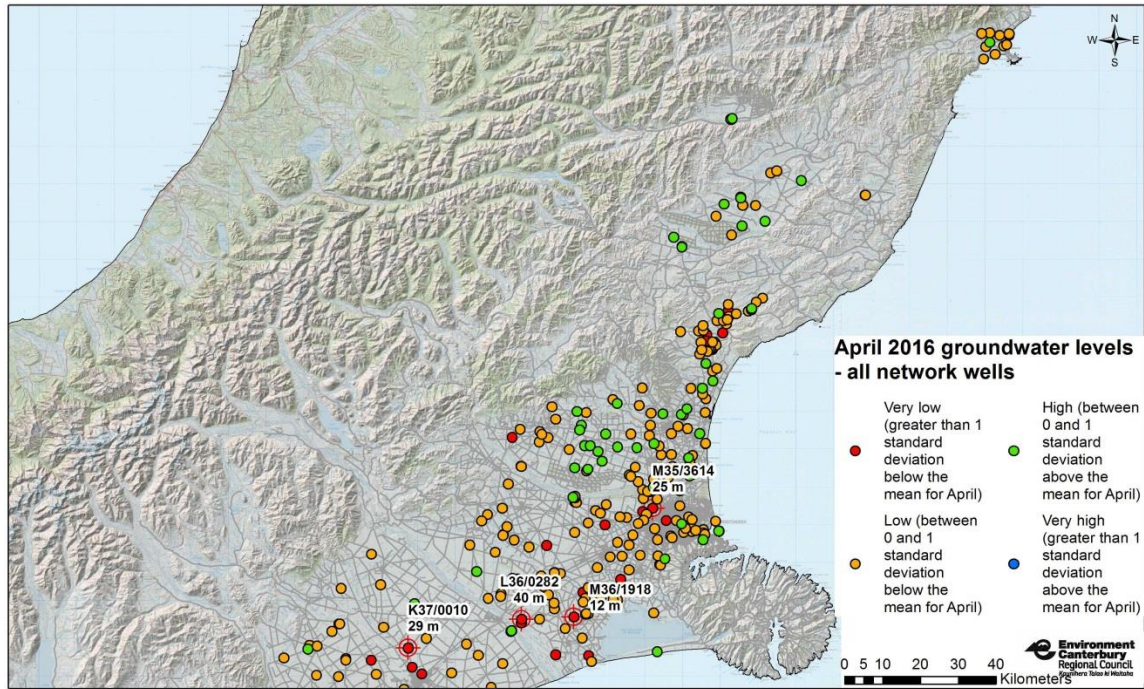 N
W E
S
April 2016 groundwater levels
- all network wells
Very low
(greater than 1
standard
deviation
below the
mean for April)
High (between
0 and 1
standard
deviation
above the
mean for April)
Low (between
0 and 1
standard
deviation
below the
mean for April)
Very high
(greater than 1
standard
deviation
above the
mean for April)
M35/3614
25 m
L36/0282
40 m
M36/1918
12 m
K37/0010
29 m
Environment
Canterbury
Regional Council
Kaunihera Taiao ki Waitaha
0 5 10 20 30 40
Kilometers